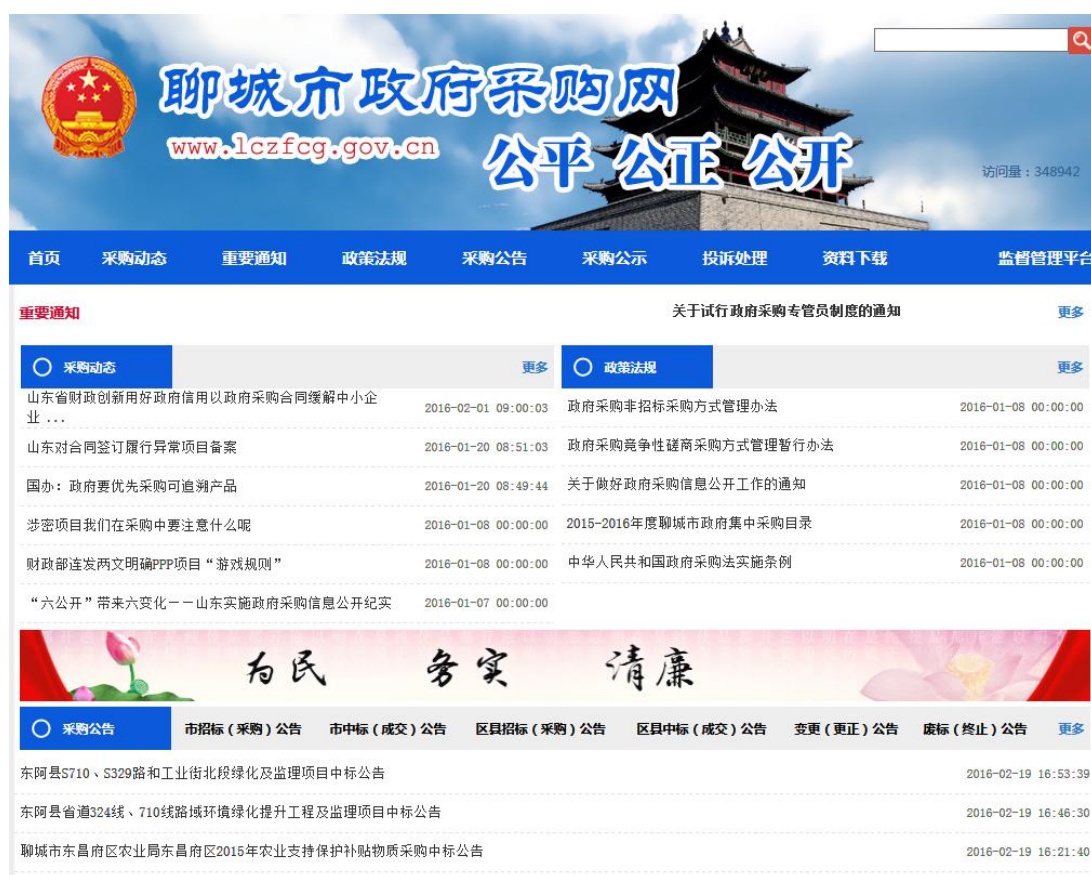 聊城市政府采购网
www.lczfcg.gov.cn
公平 公正 公开
访问量：348942
首页 采购动态 重要通知 政策法规 采购公告 采购公示 投诉处理 资料下载 监督管理平台
重要通知 关于试行政府采购专管员制度的通知 更多
采购动态 更多
山东省财政创新用好政府信用以政府采购合同缓解中小企
业 ... 2016-02-01 09:00:03
山东对合同签订履行异常项目备案 2016-01-20 08:51:03
国办：政府要优先采购可追溯产品 2016-01-20 08:49:44
涉密项目我们在采购中要注意什么呢 2016-01-08 00:00:00
财政部连发两文明确PPP项目“游戏规则” 2016-01-08 00:00:00
“六公开”带来六变化－－山东实施政府采购信息公开纪实 2016-01-07 00:00:00
政策法规 更多
政府采购非招标采购方式管理办法 2016-01-08 00:00:00
政府采购竞争性磋商采购方式管理暂行办法 2016-01-08 00:00:00
关于做好政府采购信息公开工作的通知 2016-01-08 00:00:00
2015-2016年度聊城市政府集中采购目录 2016-01-08 00:00:00
中华人民共和国政府采购法实施条例 2016-01-08 00:00:00
为民 务实 清廉
采购公告 市招标（采购）公告 市中标（成交）公告 区县招标（采购）公告 区县中标（成交）公告 变更（更正）公告 废标（终止）公告 更多
东阿县S710、S329路和工业街北段绿化及监理项目中标公告 2016-02-19 16:53:39
东阿县省道324线、710线路域环境绿化提升工程及监理项目中标公告 2016-02-19 16:46:30
聊城市东昌府区农业局东昌府区2015年农业支持保护补贴物质采购中标公告 2016-02-19 16:21:40